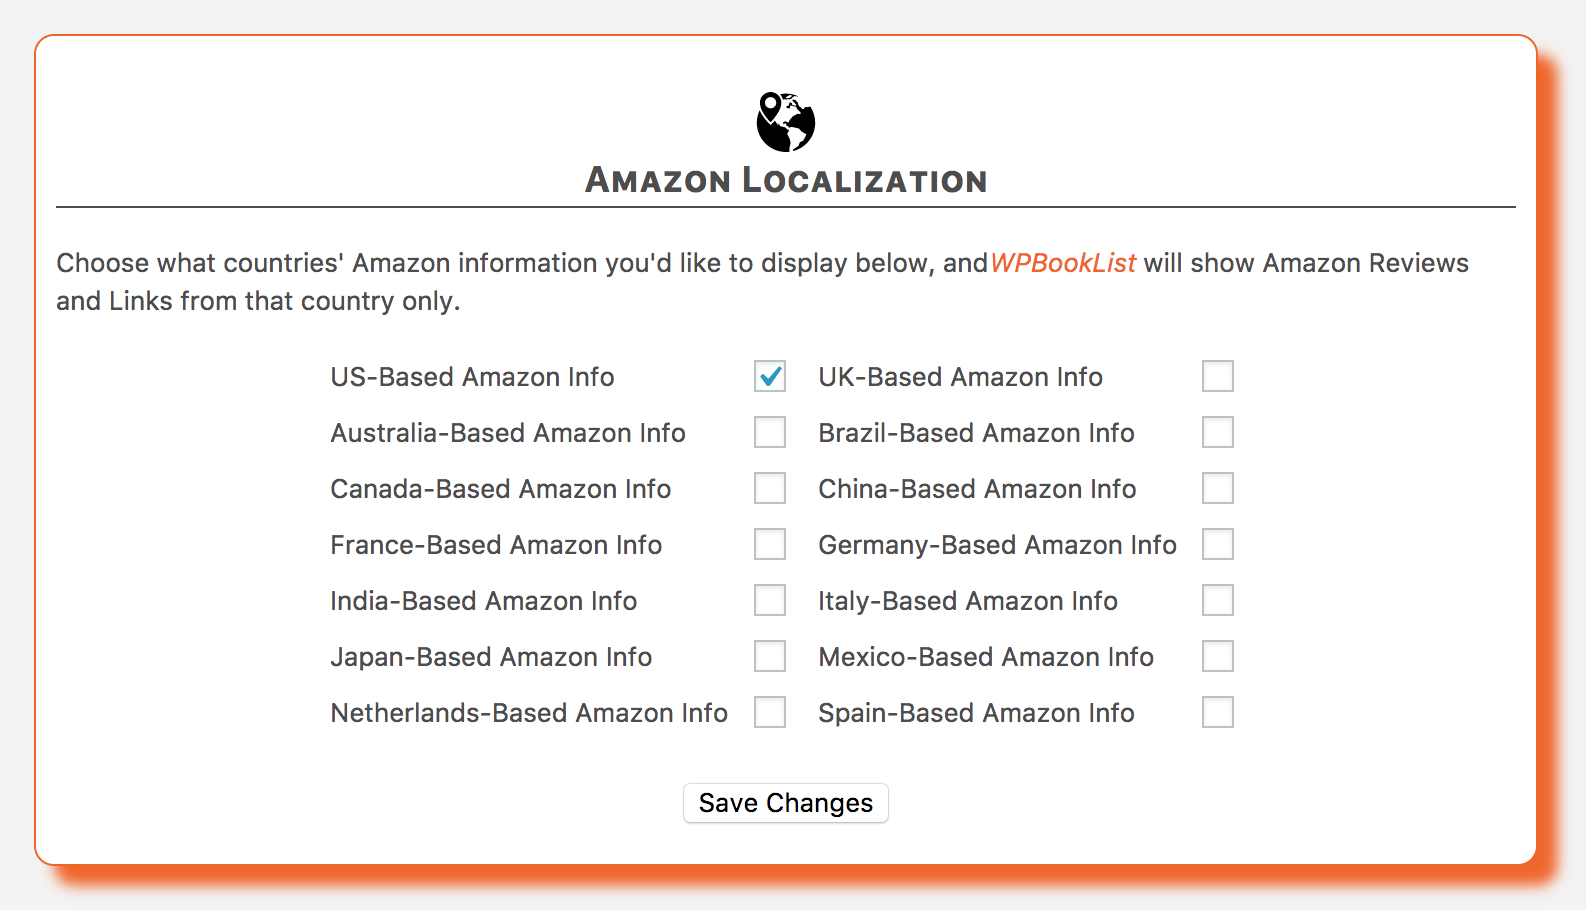 Amazon Localization
Choose what countries' Amazon information you'd like to display below, andWPBookList will show Amazon Reviews
and Links from that country only.
US-Based Amazon Info
UK-Based Amazon Info
Australia-Based Amazon Info
Brazil-Based Amazon Info
Canada-Based Amazon Info
China-Based Amazon Info
France-Based Amazon Info
Germany-Based Amazon Info
India-Based Amazon Info
Italy-Based Amazon Info
Japan-Based Amazon Info
Mexico-Based Amazon Info
Netherlands-Based Amazon Info
Spain-Based Amazon Info
Save Changes